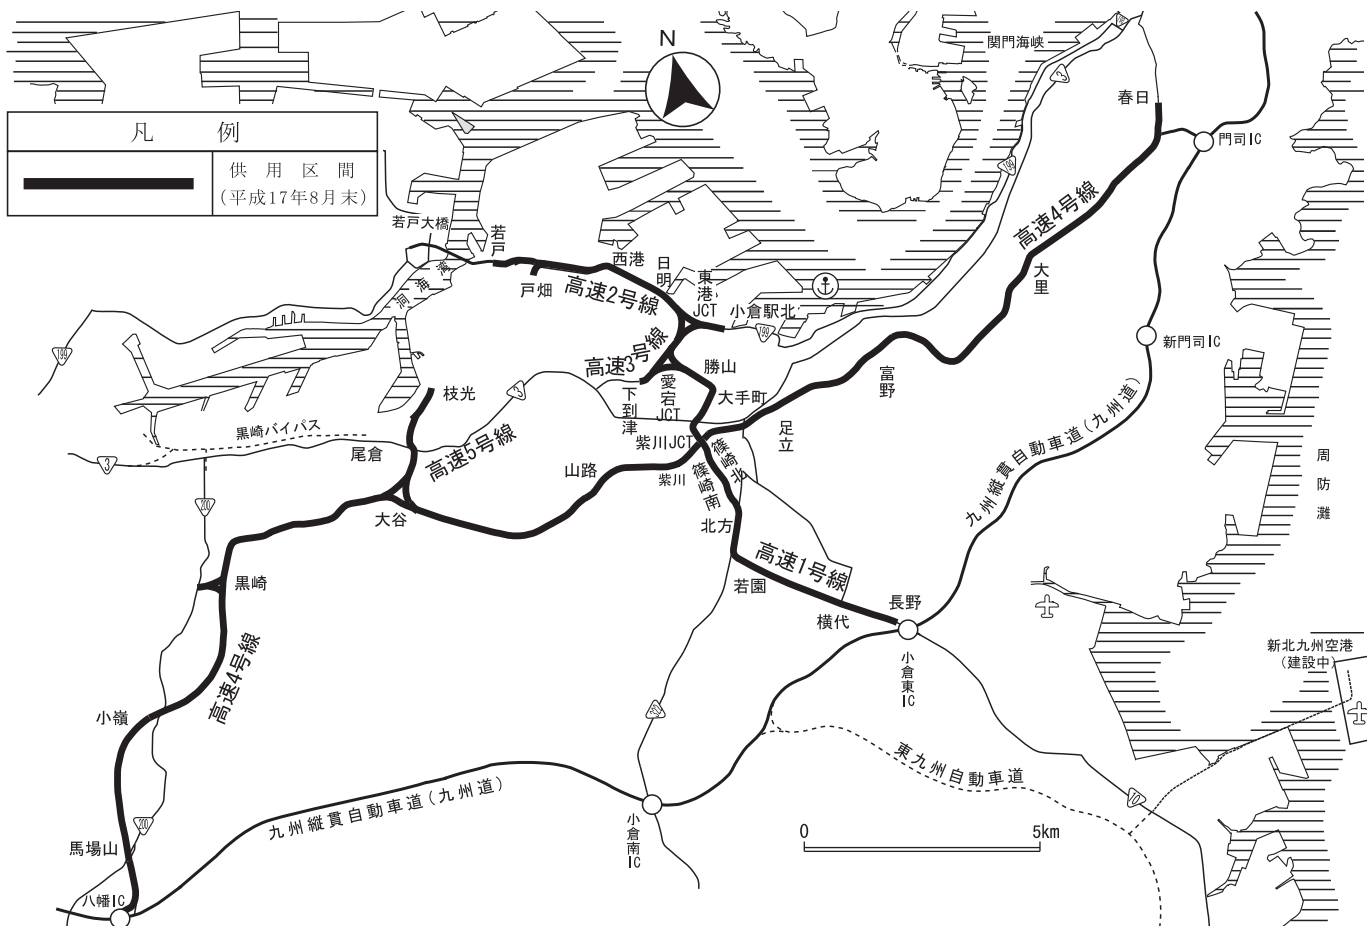 N
関門海峡
3
春日
凡例
門司IC
供用区間
(平成17年8月末)
199
若戸大橋
若戸
高速4号線
西港
日明
大里
洞海湾
戸畑
東港JCT
高速2号線
小倉駅北
199
新門司IC
199
高速3号線
勝山
富野
枝光
愛宕JCT
大手町
3
下到津
九州縦貫自動車道(九州道)
黒崎バイパス
足立
紫川JCT
尾倉
高速5号線
篠崎北
周防灘
3
山路
紫川
篠崎南
200
大谷
北方
高速1号線
黒崎
若園
長野
横代
新北九州空港
(建設中)
小倉東IC
高速4号線
小嶺
322
東九州自動車道
九州縦貫自動車道(九州道)
10
200
小倉南IC
0
5km
馬場山
八幡IC